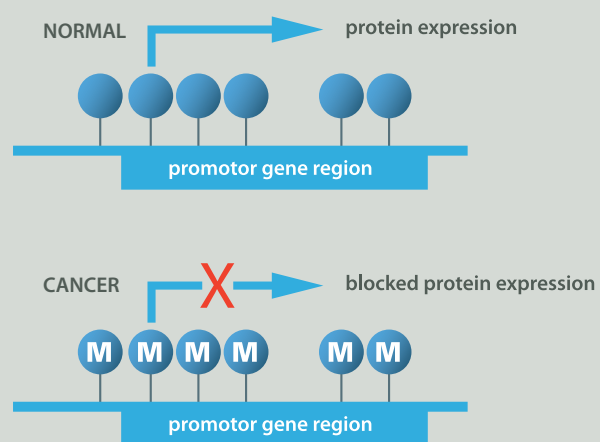 NORMAL
protein expression
promotor gene region
CANCER
X
blocked protein expression
M M M M M M
promotor gene region